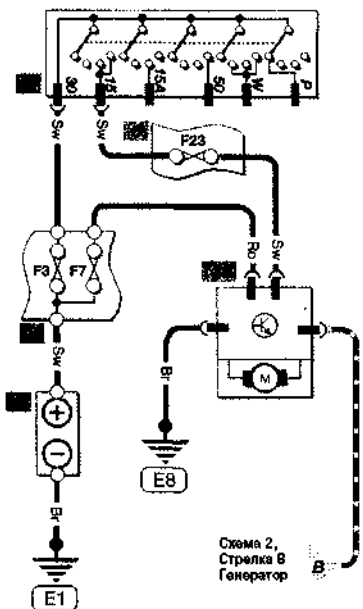 30
15
15A
50
W
P
Sw
Sw
F23
F3
F7
Ro
Sw
Sw
Br
M
Br
E8
E1
Схема 2,
Стрелка В
Генератор
B